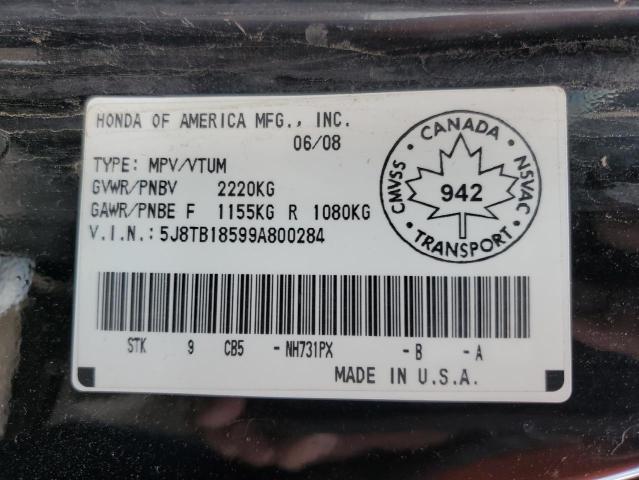 HONDA OF AMERICA MFG., INC.
06/08
TYPE: MPV/VTUM
GVWR/PNBV 2220KG
GAWR/PNBE F 1155KG R 1080KG
V.I.N.: 5J8TB18599A800284
CANADA
CMVSS
NSVAC
942
TRANSPORT
STK 9 CB5 -NH731PX -B -A
MADE IN U.S.A.